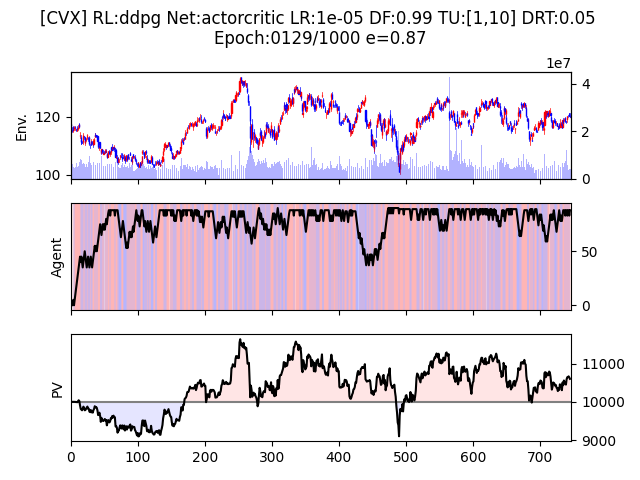 [CVX] RL:ddpg Net:actorcritic LR:1e-05 DF:0.99 TU:[1,10] DRT:0.05
Epoch:0129/1000 e=0.87
1e7
Env.
120
100
4
2
0
Agent
50
0
PV
11000
10000
9000
0 100 200 300 400 500 600 700